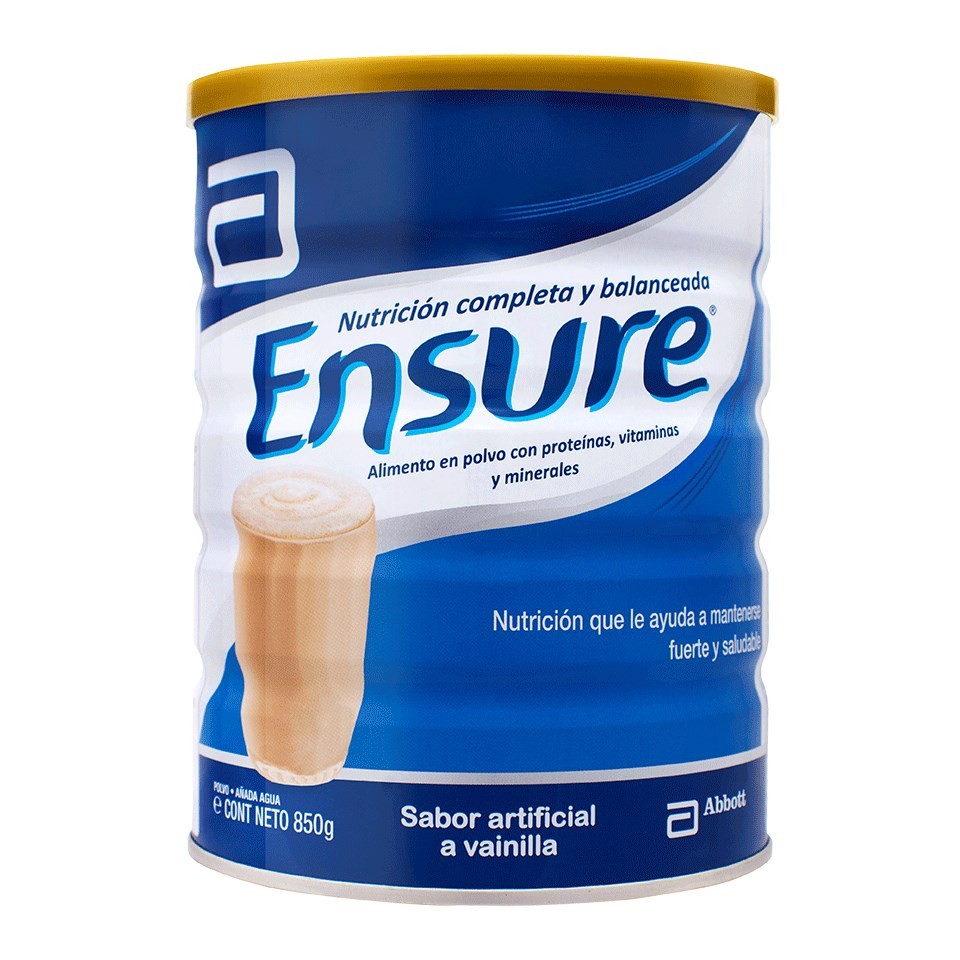 Nutrición completa y balanceada
Ensure®
Alimento en polvo con proteínas, vitaminas
y minerales
Nutrición que le ayuda a mantenerse
fuerte y saludable
POLVO • AÑADA AGUA
e CONT NETO 850g
Sabor artificial
a vainilla
Abbott